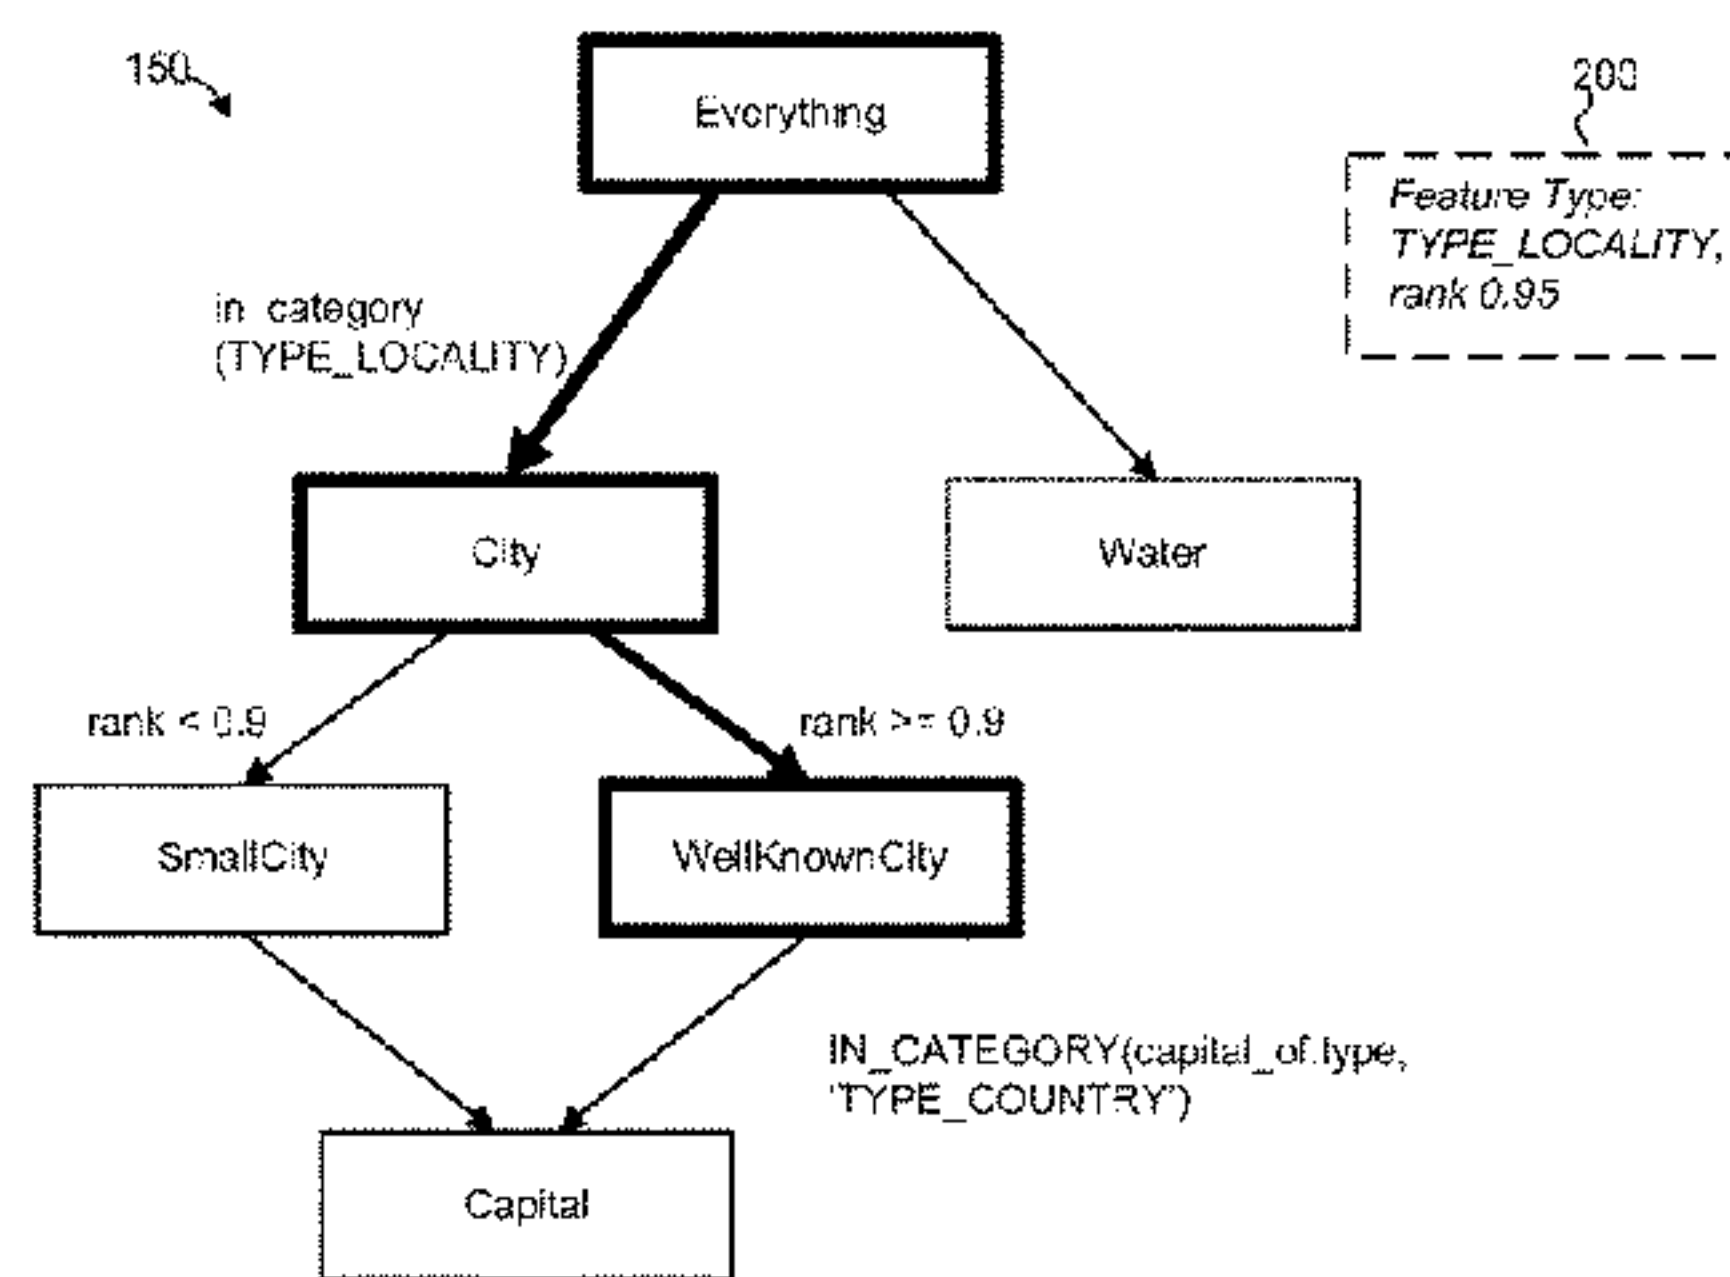 150
Everything
200
Feature Type:
TYPE_LOCALITY,
rank 0.95
in_category
(TYPE_LOCALITY)
City
Water
rank < 0.9
rank >= 0.9
SmallCity
WellKnownCity
IN_CATEGORY(capital_of.type,
'TYPE_COUNTRY')
Capital